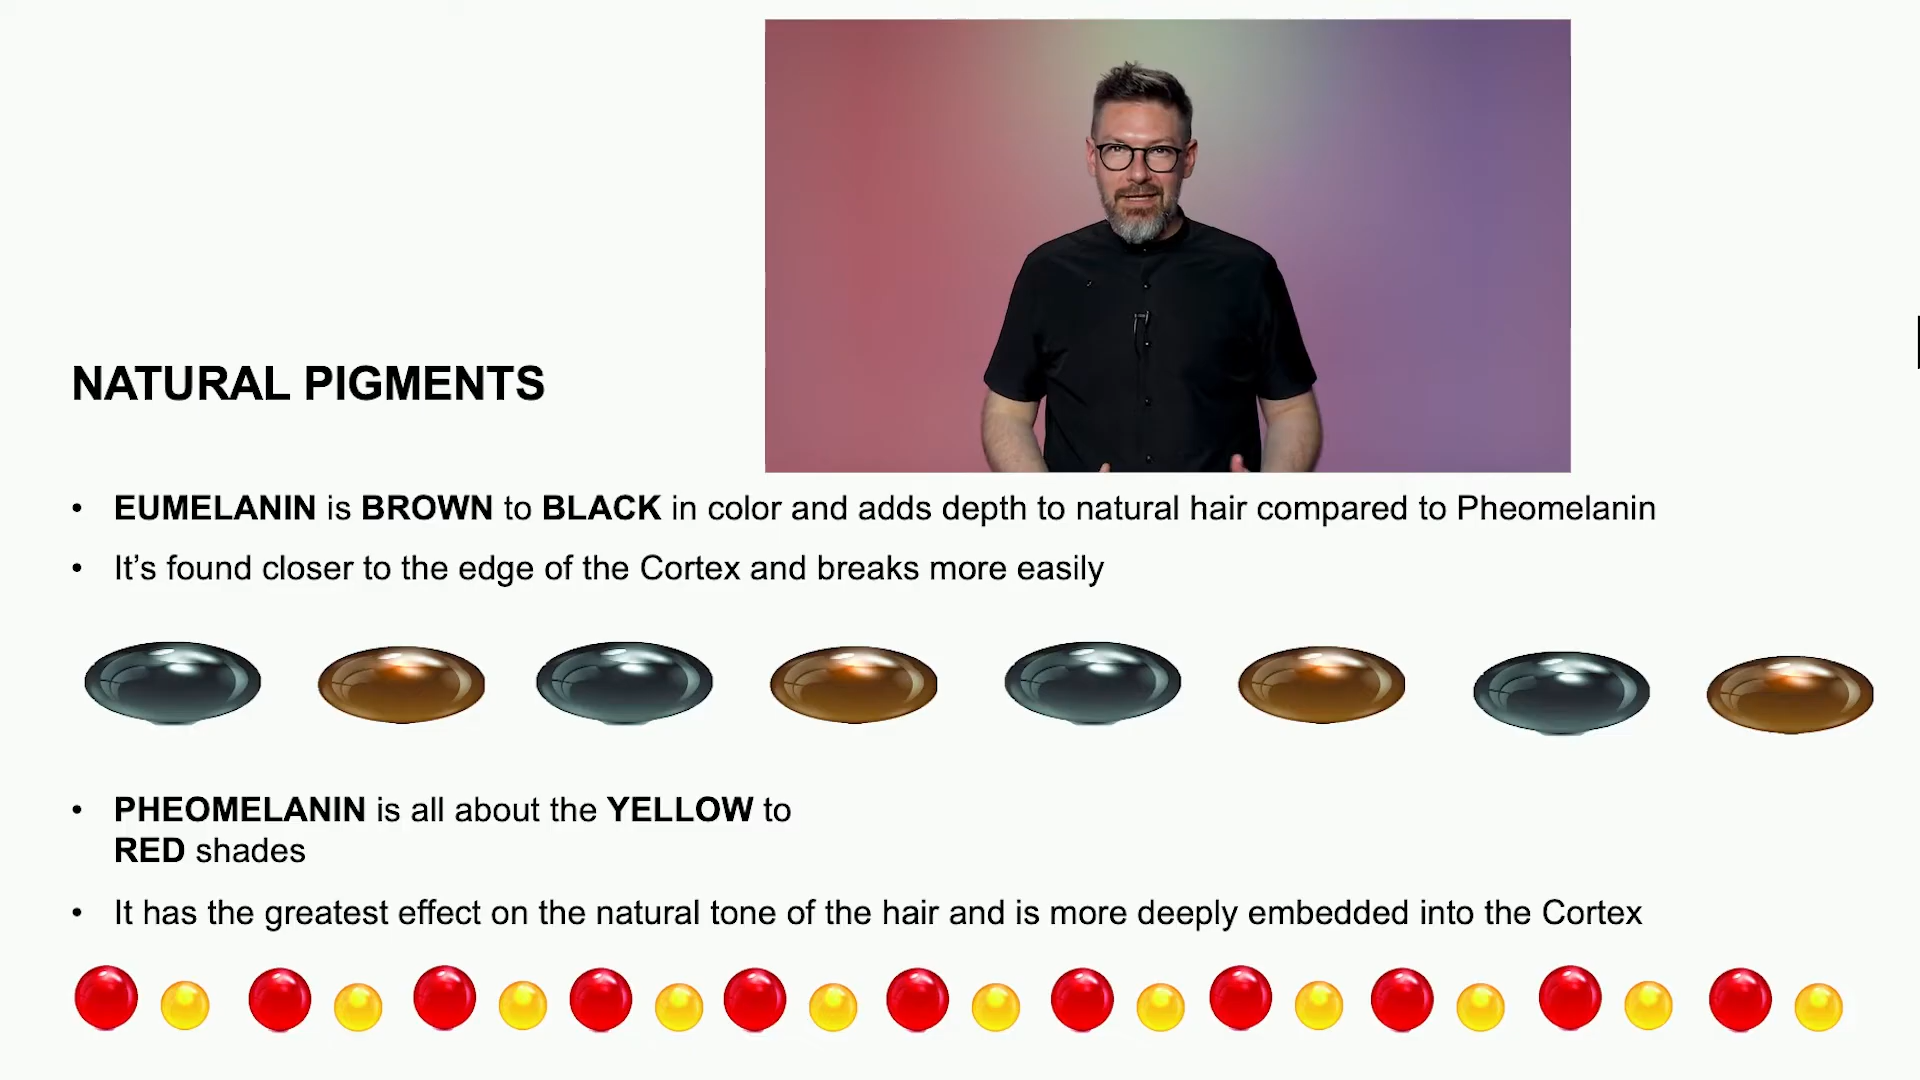 NATURAL PIGMENTS
• EUMELANIN is BROWN to BLACK in color and adds depth to natural hair compared to Pheomelanin
• It’s found closer to the edge of the Cortex and breaks more easily
• PHEOMELANIN is all about the YELLOW to
RED shades
• It has the greatest effect on the natural tone of the hair and is more deeply embedded into the Cortex